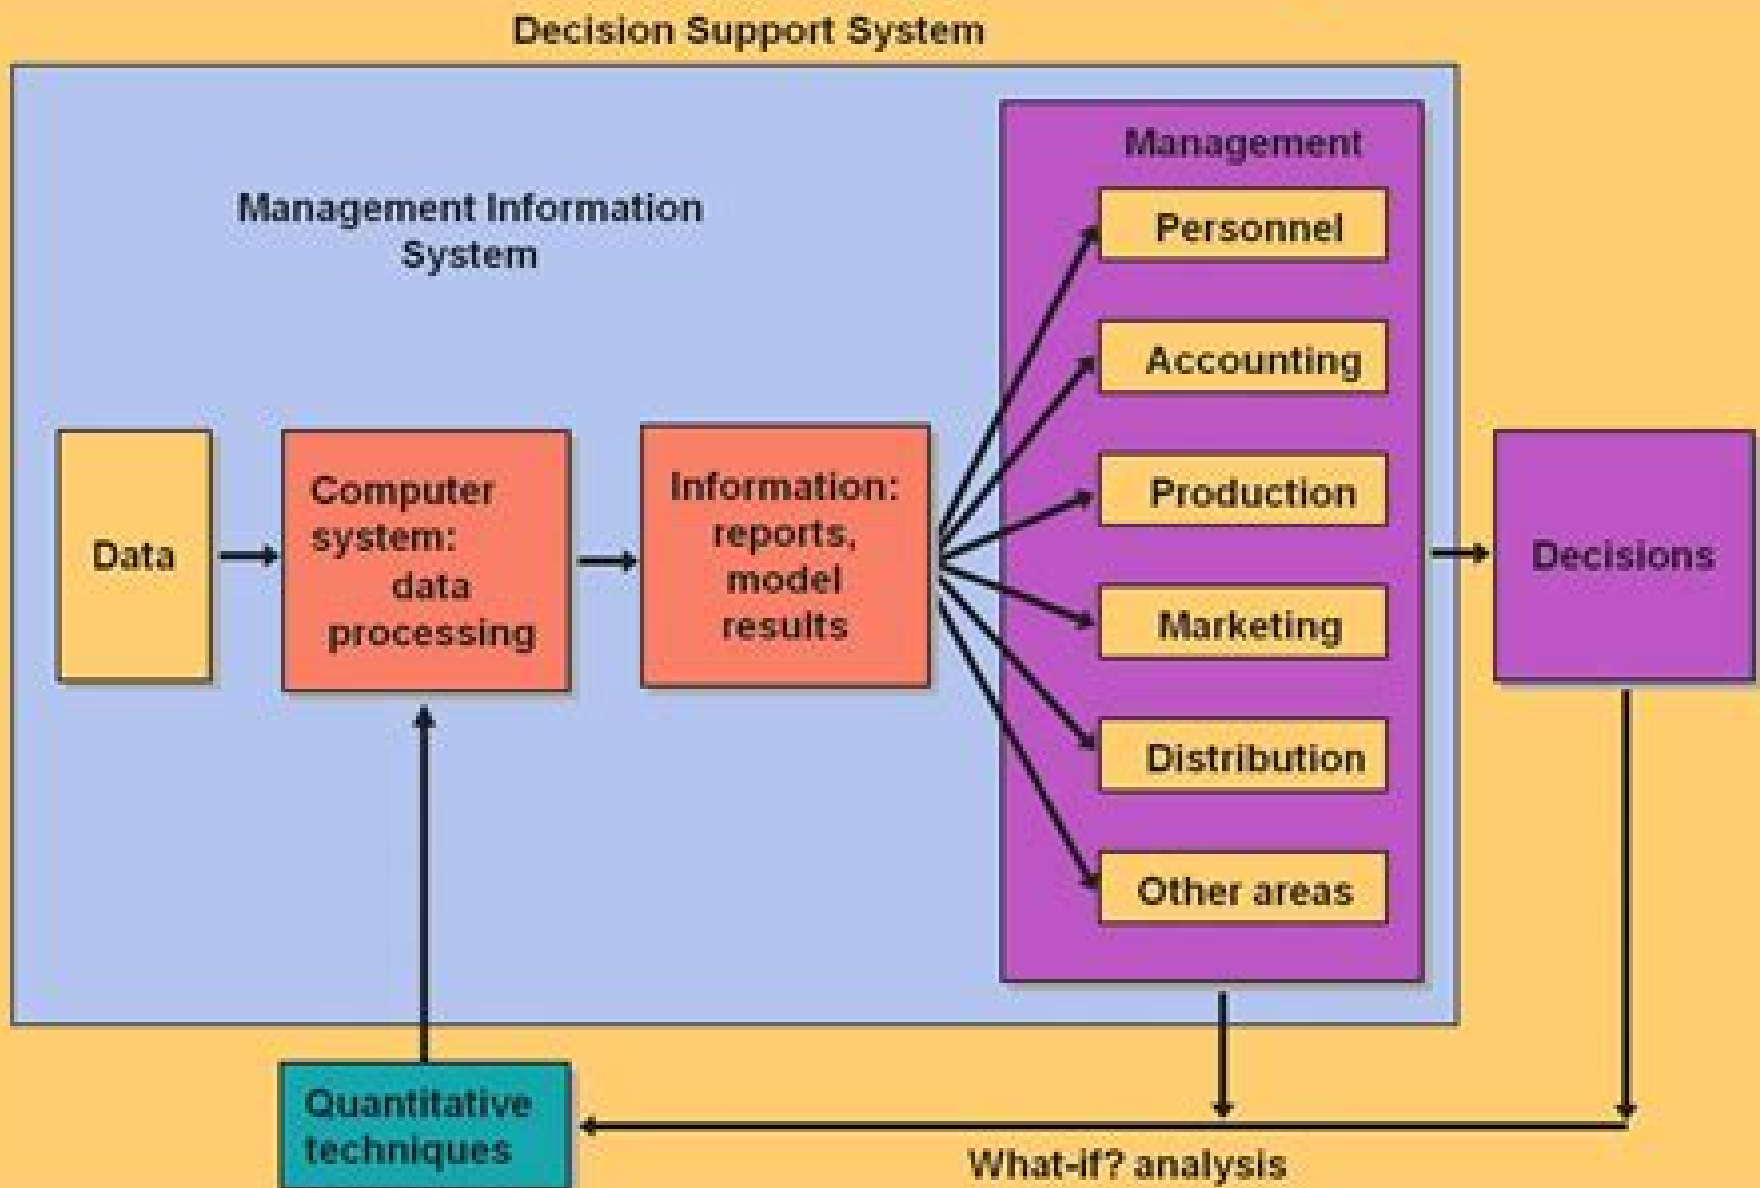 Decision Support System
Management Information
System
Data
Computer
system:
data
processing
Information:
reports,
model
results
Management
Personnel
Accounting
Production
Marketing
Distribution
Other areas
Decisions
Quantitative
techniques
What-if? analysis